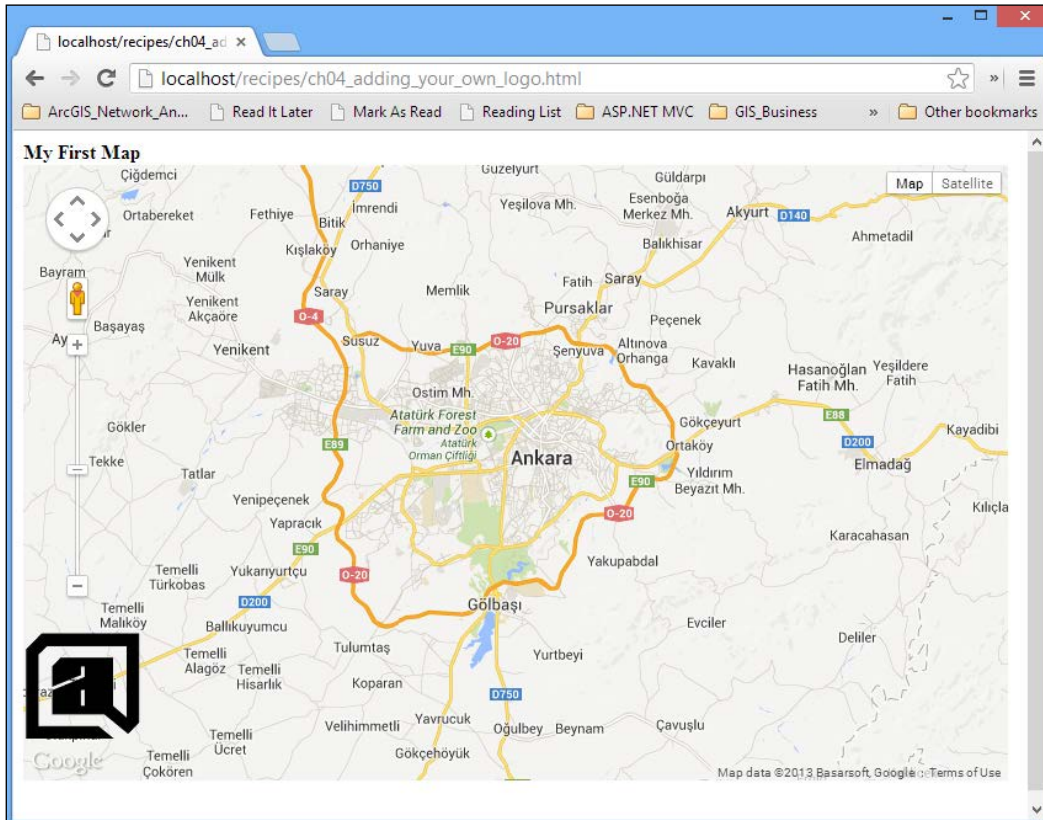 localhost/recipes/ch04_ad
localhost/recipes/ch04_adding_your_own_logo.html
ArcGIS_Network_An...
Read It Later
Mark As Read
Reading List
ASP.NET MVC
GIS_Business
»
Other bookmarks
My First Map
Map
Satellite
Çiğdemci
D750
Güzelyurt
Güldarpı
Ortabereket
Fethiye
İmrendi
Bitik
Yeşilova Mh.
Esenboğa
Merkez Mh.
Akyurt
D140
Kışlaköy
Orhaniye
Balıkhisar
Ahmetadil
Bayram
Yenikent
Mülk
Saray
Memlik
Fatih
Saray
Yenikent
Akçaören
O-4
Pursaklar
Peçenek
Başayaş
Yenikent
Susuz
Yuva
E90
O-20
Şenyuva
Altınova
Orhanga
Kavaklı
Hasanoğlan
Fatih Mh.
Yeşildere
Fatih
Ostim Mh.
Atatürk Forest
Farm and Zoo
Atatürk
Orman Çiftliği
Gökler
E89
Gökçeyurt
E88
Kayadibi
Tekke
Tatlar
Ankara
Ortaköy
D200
Elmadağ
E90
Yıldırım
Beyazıt Mh.
Yenipeçenek
Yapracık
O-20
Kılıçla
E90
Karacahasan
Temelli
Türkobas
Yukarıyurtçu
O-20
Yakupabdal
Temelli
Malıköy
D200
Gölbaşı
Ballıkuyumcu
Evciler
Deliler
Temelli
Alagöz
Temelli
Hisarlık
Tulumtaş
Yurtbeyi
Koparan
D750
Velihimmetli
Yavrucuk
Oğulbey
Beynam
Çavuşlu
Temelli
Ücret
Gökçehöyük
Temelli
Çokören
a
Google
Map data ©2013 Basarsoft, Google
Terms of Use